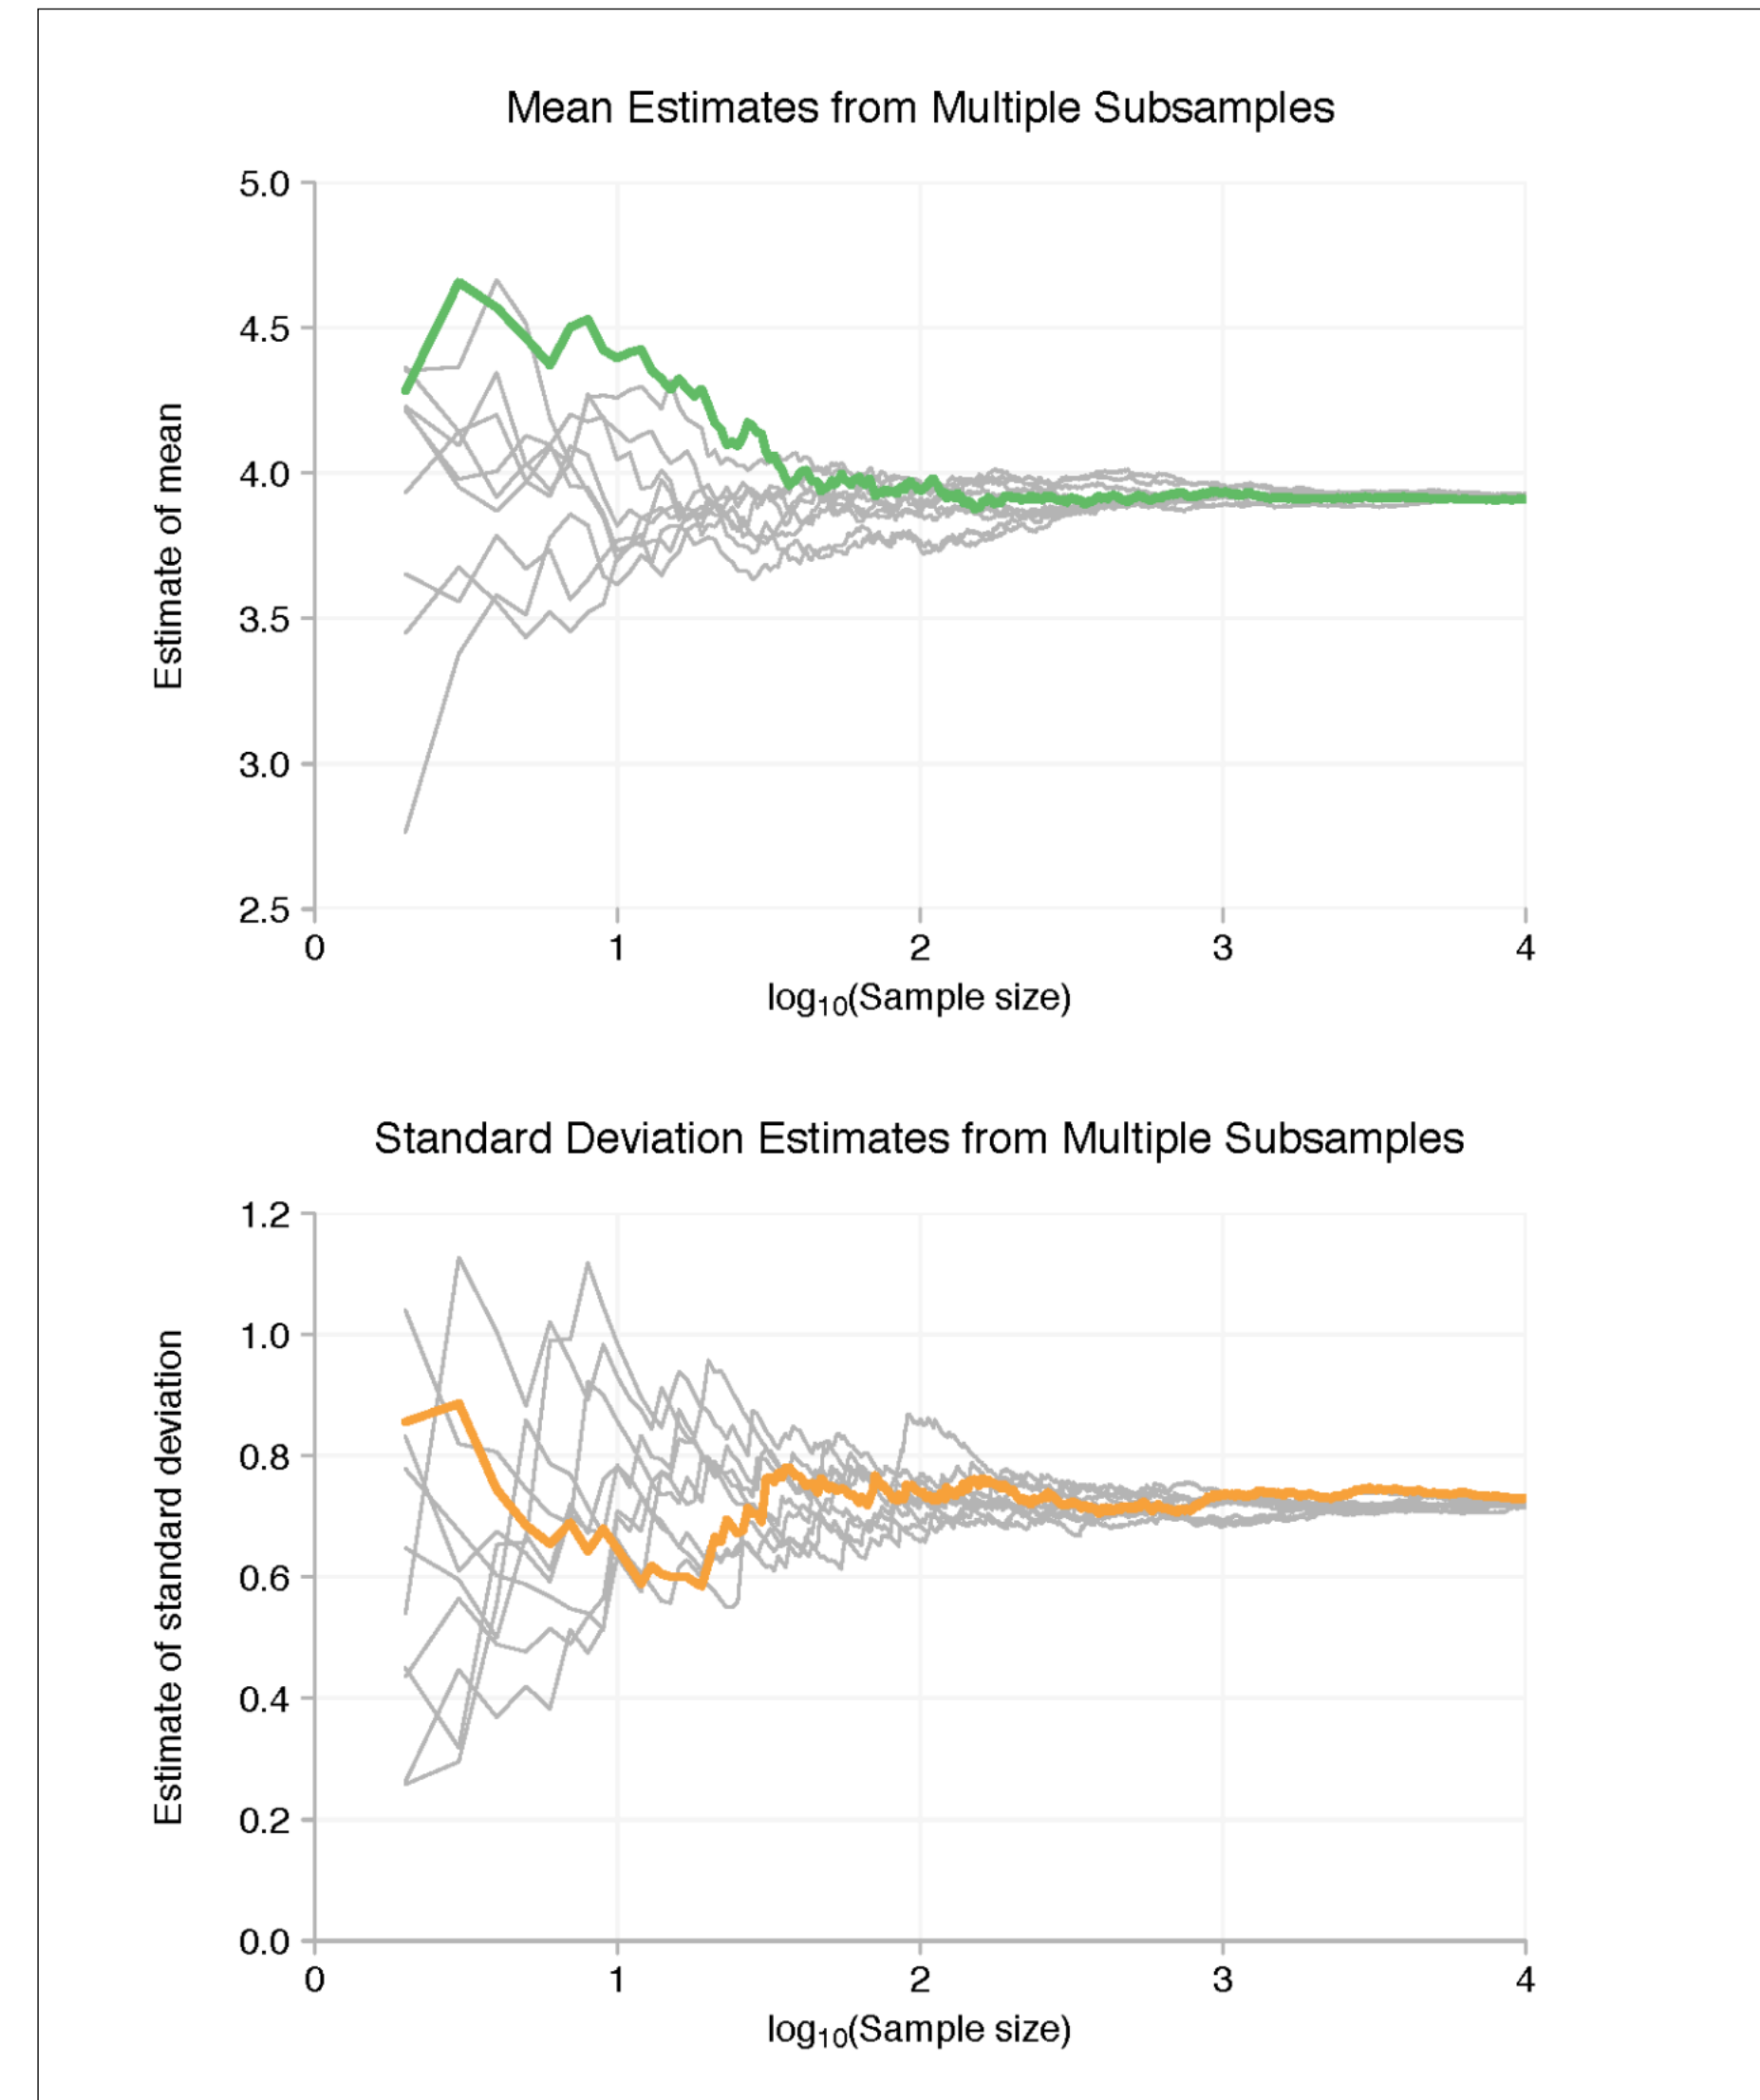 Mean Estimates from Multiple Subsamples
5.0
4.5
4.0
3.5
3.0
2.5
Estimate of mean
0 1 2 3 4
log₁₀(Sample size)
Standard Deviation Estimates from Multiple Subsamples
1.2
1.0
0.8
0.6
0.4
0.2
0.0
Estimate of standard deviation
0 1 2 3 4
log₁₀(Sample size)